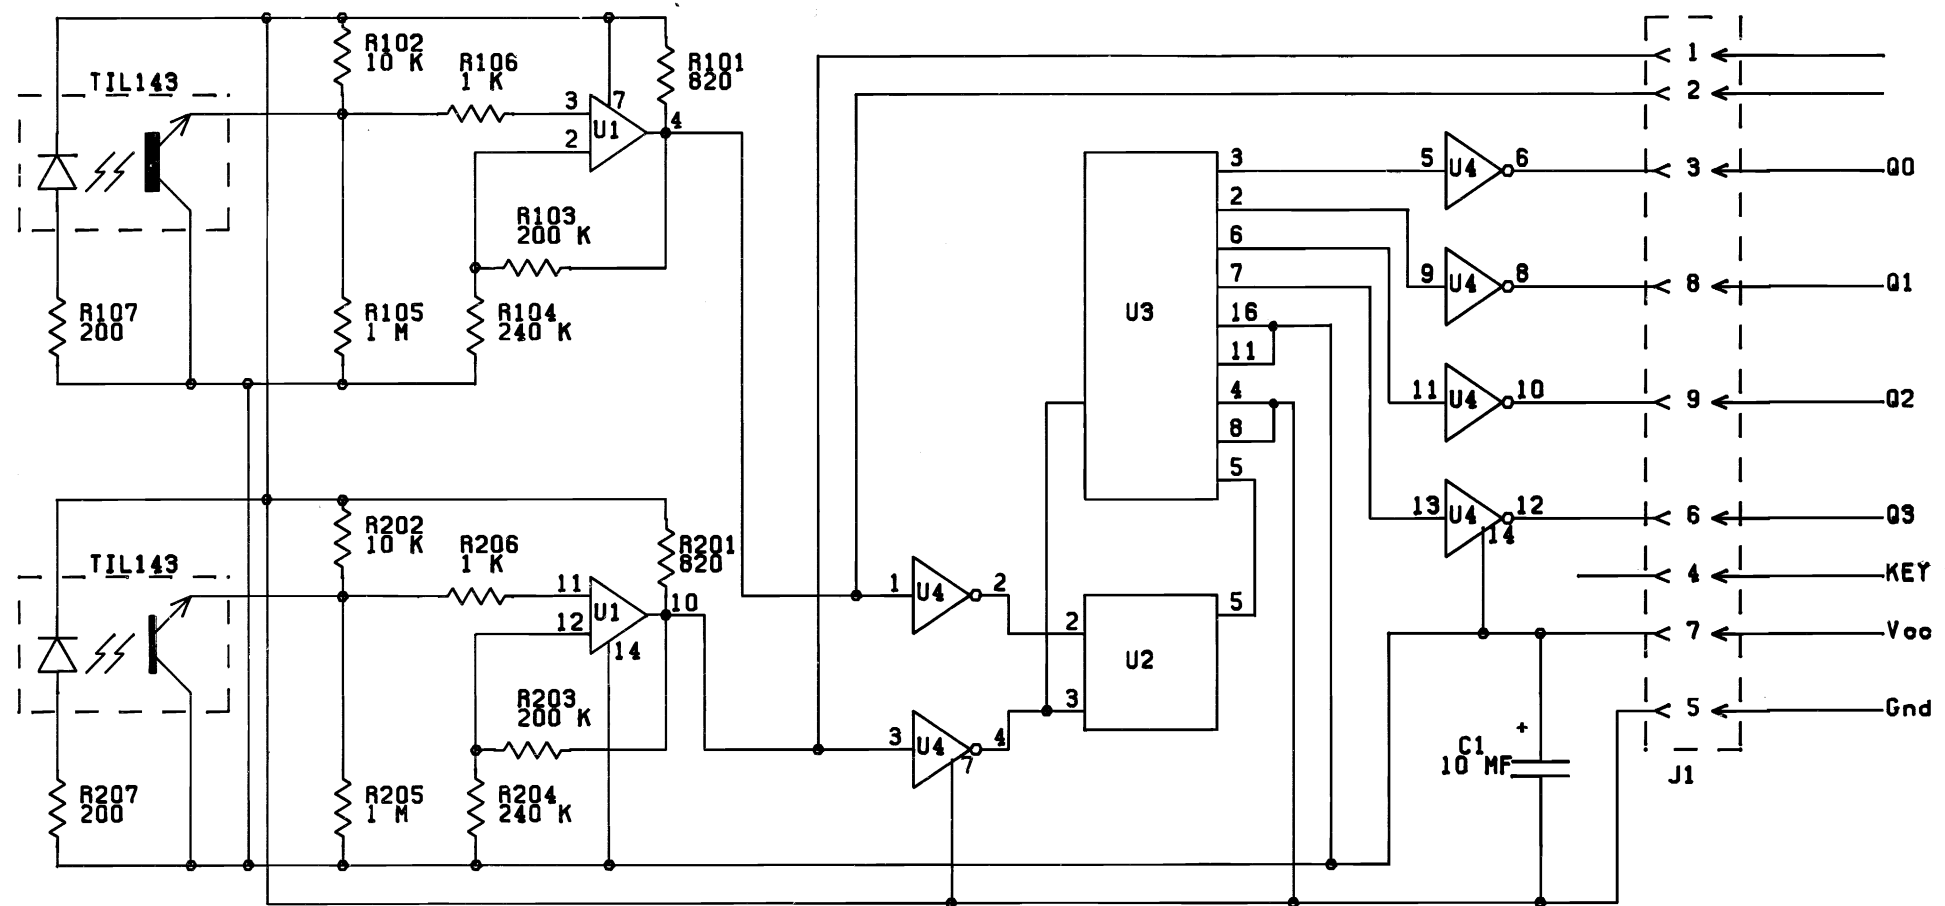 TIL143
R102
10 K
R106
1 K
R101
820
3
7
U1
4
2
R103
200 K
R107
200
R105
1 M
R104
240 K
TIL143
R202
10 K
R206
1 K
R201
820
11
U1
10
12
14
R203
200 K
R207
200
R205
1 M
R204
240 K
1
U4
2
3
U4
4
7
U3
3
2
6
7
16
11
4
8
5
2
5
U2
3
5
U4
6
9
U4
8
11
U4
10
13
U4
12
14
C1
10 MF
+
1
2
3
Q0
8
Q1
9
Q2
6
Q3
4
KEY
7
Vcc
5
Gnd
J1